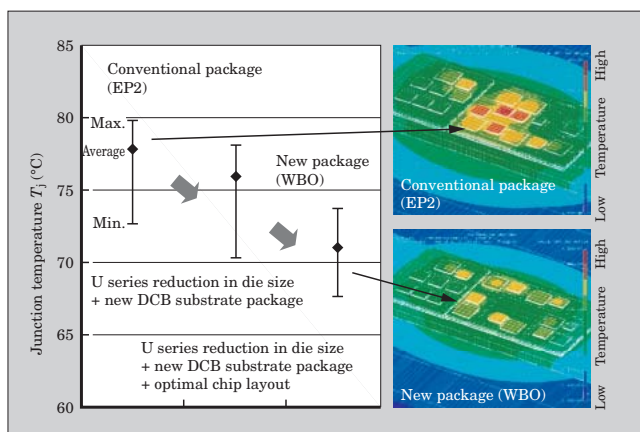 85
80
75
70
65
60
Junction temperature Tj (°C)
Conventional package
(EP2)
Max.
Average
Min.
New package
(WBO)
U series reduction in die size
+ new DCB substrate package
U series reduction in die size
+ new DCB substrate package
+ optimal chip layout
Conventional package
(EP2)
Low Temperature High
New package (WBO)
Low Temperature High